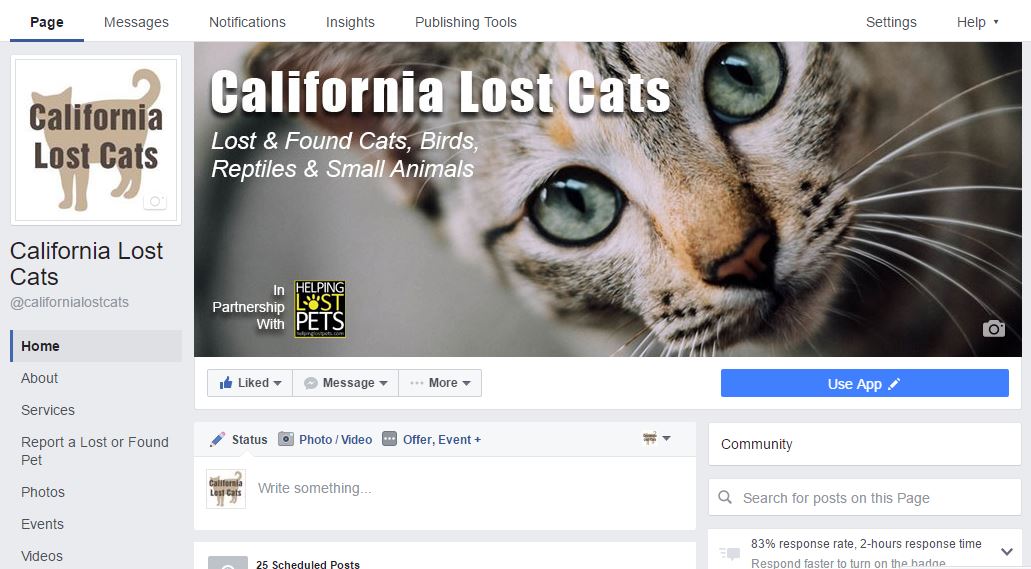 Page Messages Notifications Insights Publishing Tools Settings Help
California
Lost Cats
California Lost
Cats
@californialostcats
Home
About
Services
Report a Lost or Found
Pet
Photos
Events
Videos
California Lost Cats
Lost & Found Cats, Birds,
Reptiles & Small Animals
In
Partnership
With
HELPING
LOST
PETS
helpinglostpets.com
Liked Message More
Use App
Status Photo / Video Offer, Event +
California
Lost Cats
Write something...
25 Scheduled Posts
Community
Search for posts on this Page
83% response rate, 2-hours response time
Respond faster to turn on the badge